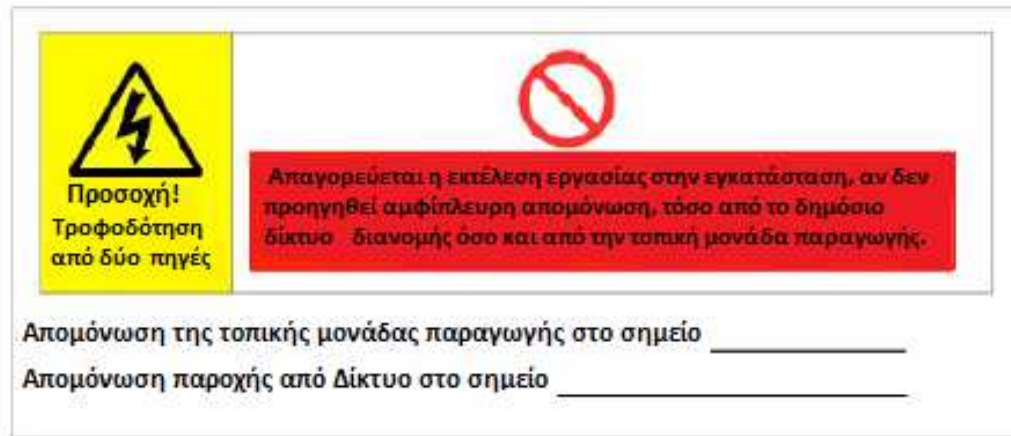 Προσοχή!
Τροφοδότηση
από δύο πηγές
Απαγορεύεται η εκτέλεση εργασίας στην εγκατάσταση, αν δεν
προηγηθεί αμφίπλευρη απομόνωση, τόσο από το δημόσιο
δίκτυο διανομής όσο και από την τοπική μονάδα παραγωγής.
Απομόνωση της τοπικής μονάδας παραγωγής στο σημείο
Απομόνωση παροχής από Δίκτυο στο σημείο